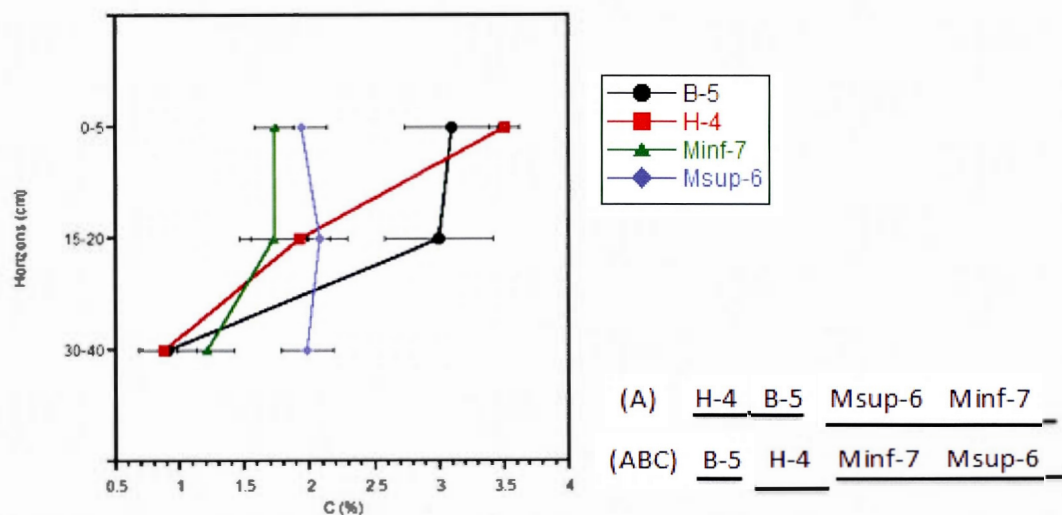 0-5
15-20
30-40
Horizons (cm)
0.5 1 1.5 2 2.5 3 3.5 4
C (%)
B-5
H-4
Minf-7
Msup-6
(A) H-4 B-5 Msup-6 Minf-7
(ABC) B-5 H-4 Minf-7 Msup-6